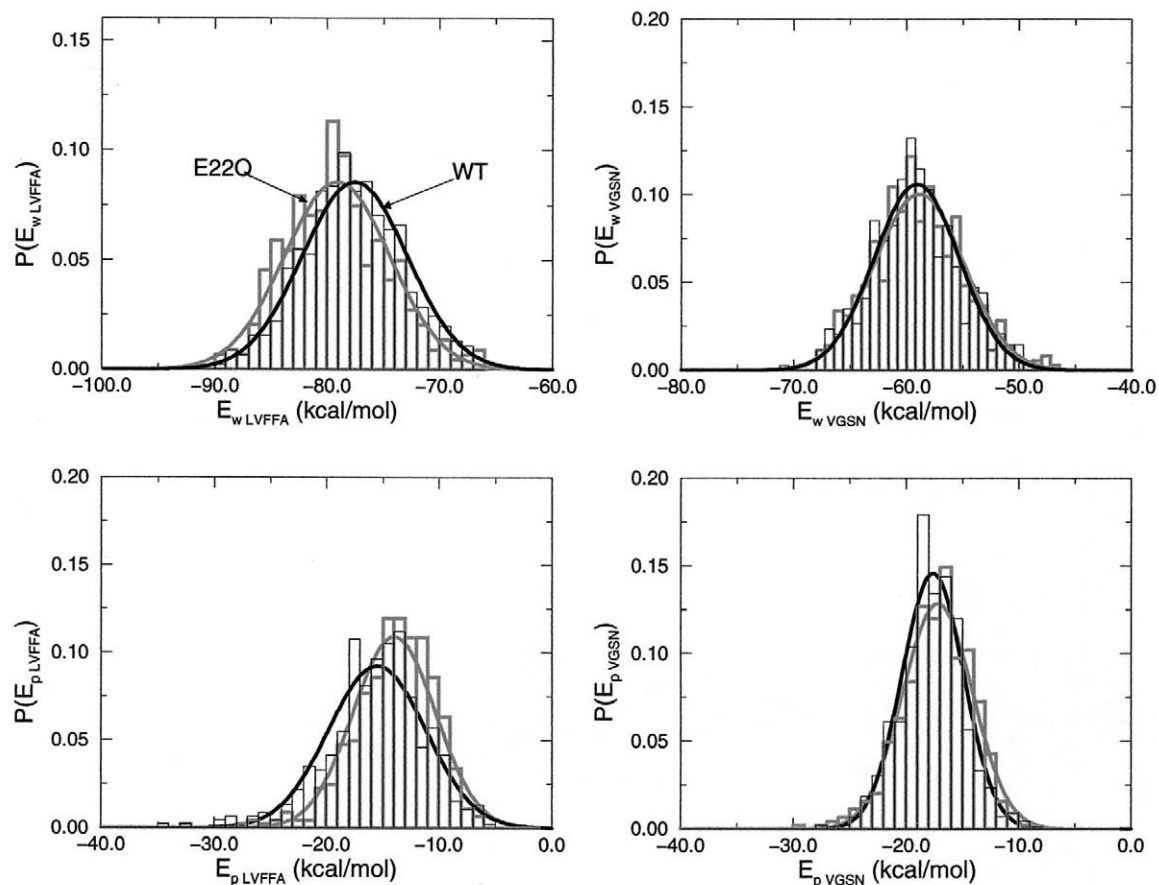 0.15
0.10
0.05
0.00
P(E_w LVFFA)
E22Q
WT
−100.0 −90.0 −80.0 −70.0 −60.0
E_w LVFFA (kcal/mol)
0.20
0.15
0.10
0.05
0.00
P(E_w VGSN)
−80.0 −70.0 −60.0 −50.0 −40.0
E_w VGSN (kcal/mol)
0.20
0.15
0.10
0.05
0.00
P(E_p LVFFA)
−40.0 −30.0 −20.0 −10.0 0.0
E_p LVFFA (kcal/mol)
0.20
0.15
0.10
0.05
0.00
P(E_p VGSN)
−40.0 −30.0 −20.0 −10.0 0.0
E_p VGSN (kcal/mol)